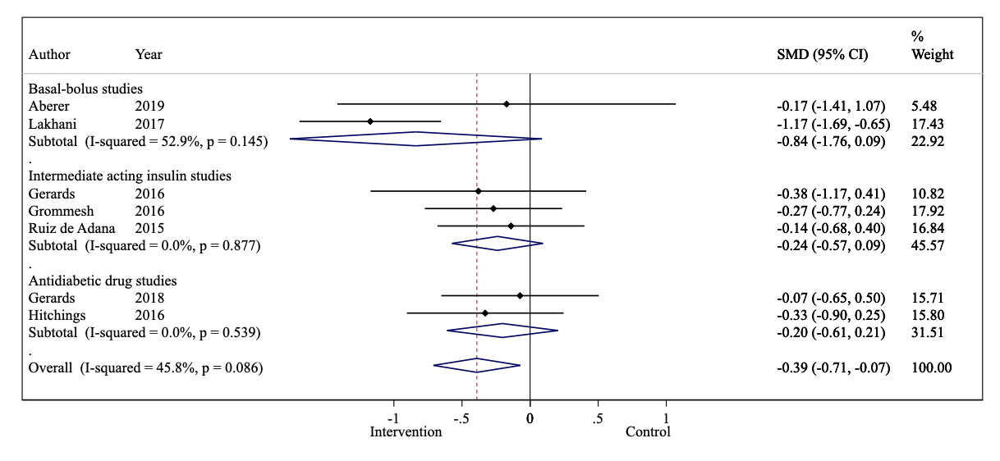 %
Author Year SMD (95% CI) Weight
Basal-bolus studies
Aberer 2019 -0.17 (-1.41, 1.07) 5.48
Lakhani 2017 -1.17 (-1.69, -0.65) 17.43
Subtotal (I-squared = 52.9%, p = 0.145) -0.84 (-1.76, 0.09) 22.92
.
Intermediate acting insulin studies
Gerards 2016 -0.38 (-1.17, 0.41) 10.82
Grommesh 2016 -0.27 (-0.77, 0.24) 17.92
Ruiz de Adana 2015 -0.14 (-0.68, 0.40) 16.84
Subtotal (I-squared = 0.0%, p = 0.877) -0.24 (-0.57, 0.09) 45.57
.
Antidiabetic drug studies
Gerards 2018 -0.07 (-0.65, 0.50) 15.71
Hitchings 2016 -0.33 (-0.90, 0.25) 15.80
Subtotal (I-squared = 0.0%, p = 0.539) -0.20 (-0.61, 0.21) 31.51
.
Overall (I-squared = 45.8%, p = 0.086) -0.39 (-0.71, -0.07) 100.00
-1 -.5 0 .5 1
Intervention Control